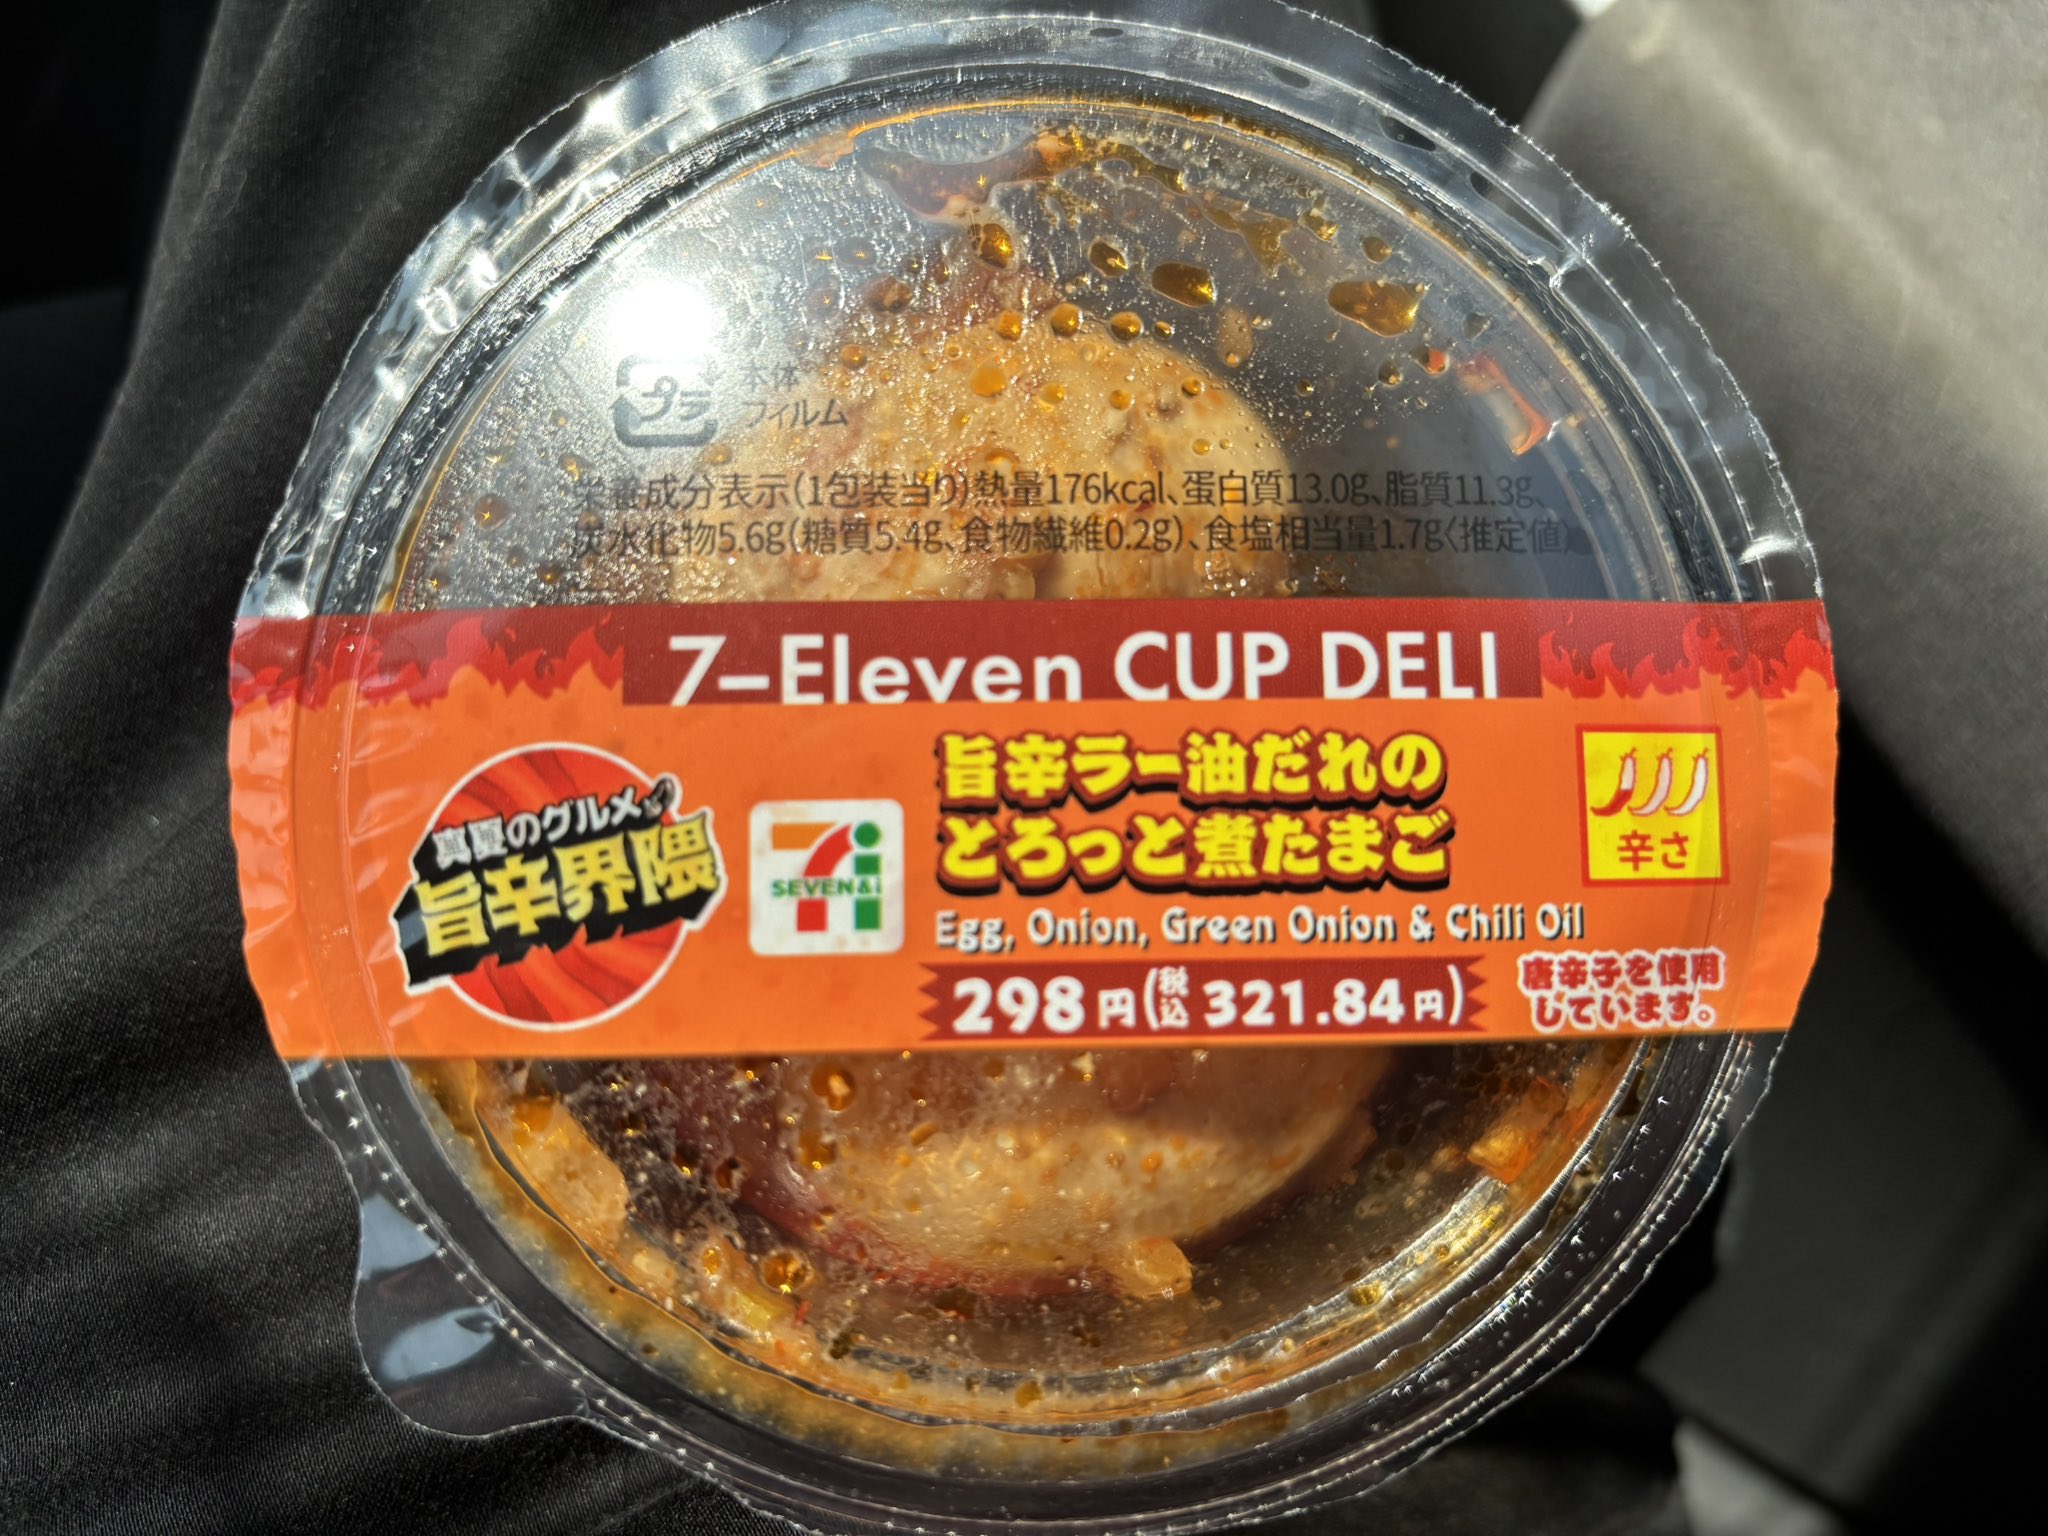 プラ
本体
フィルム
栄養成分表示(1包装当り)熱量176kcal、蛋白質13.0g、脂質11.3g、
炭水化物5.6g(糖質5.4g、食物繊維0.2g)、食塩相当量1.7g〈推定値〉
7-Eleven CUP DELI
真夏のグルメ
旨辛界隈
SEVEN&i
旨辛ラー油だれの
とろっと煮たまご
Egg, Onion, Green Onion & Chili Oil
298円(税込321.84円)
辛さ
唐辛子を使用
しています。